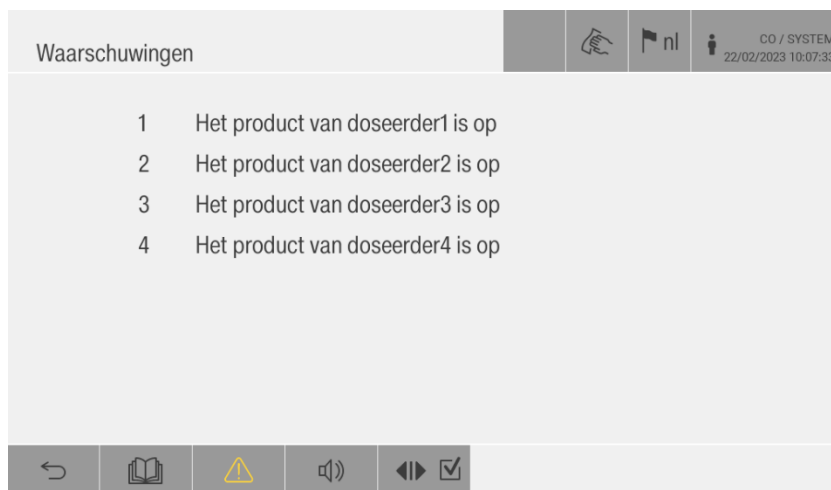 Waarschuwingen
nl
CO / SYSTEM
22/02/2023 10:07:33
1 Het product van doseerder1 is op
2 Het product van doseerder2 is op
3 Het product van doseerder3 is op
4 Het product van doseerder4 is op